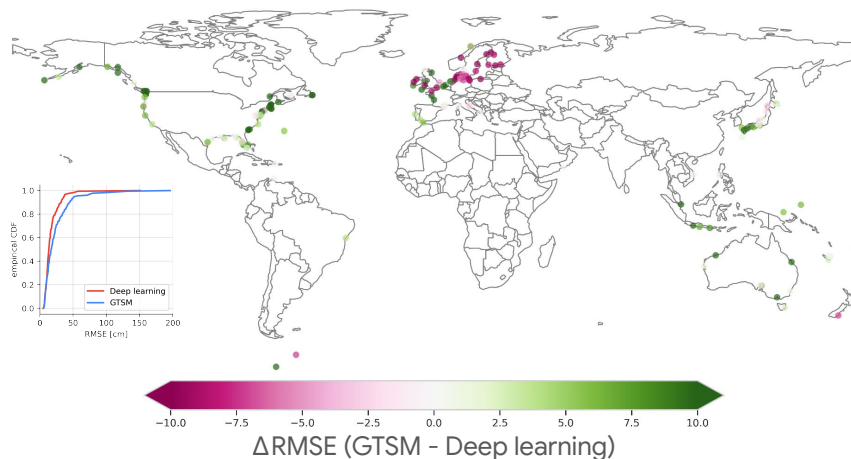 1.0
0.8
0.6
0.4
0.2
0.0
empirical CDF
Deep learning
GTSM
0 50 100 150 200
RMSE [cm]
−10.0 −7.5 −5.0 −2.5 0.0 2.5 5.0 7.5 10.0
ΔRMSE (GTSM - Deep learning)